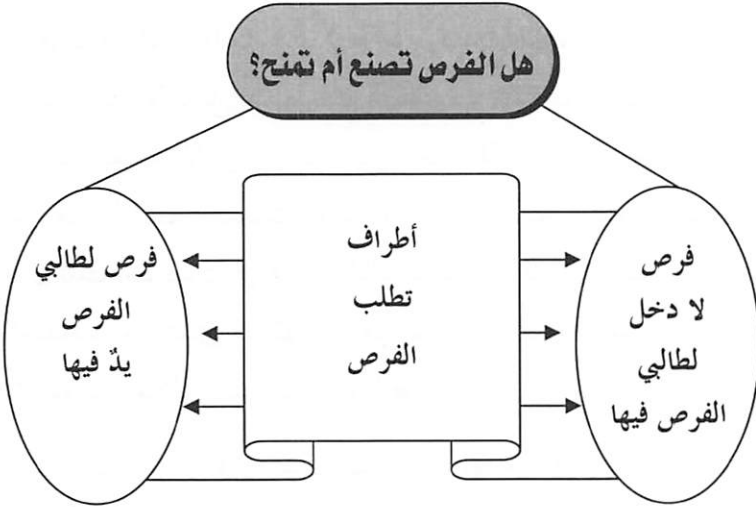 هل الفرص تصنع أم تمنح؟
فرص
لا دخل
لطالبي
الفرص فيها
أطراف
تطلب
الفرص
فرص لطالبي
الفرص
يدٌ فيها